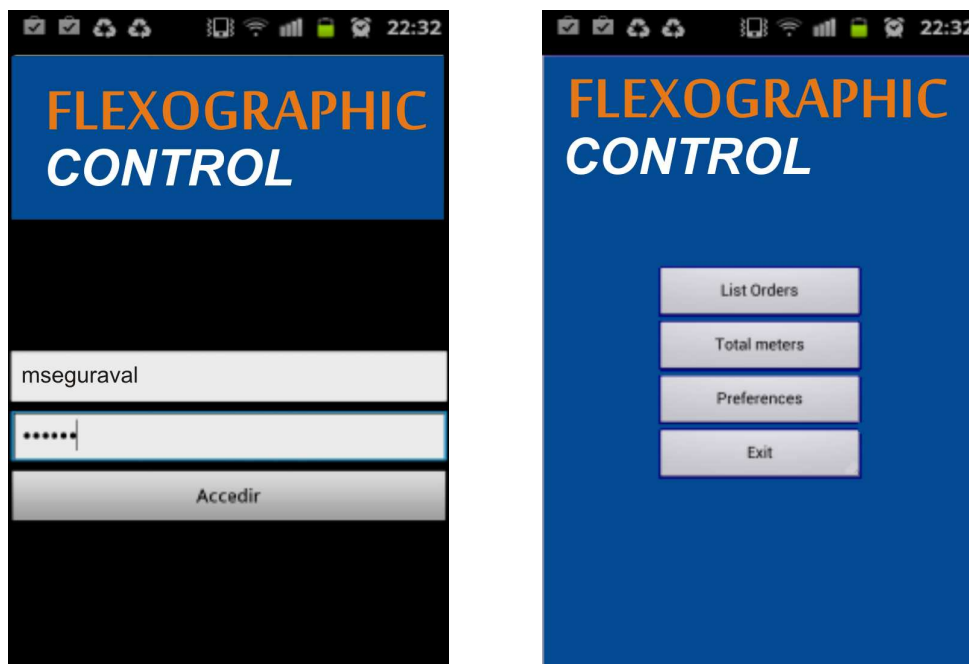 22:32
FLEXOGRAPHIC
CONTROL
mseguraval
••••••
Accedir
22:32
FLEXOGRAPHIC
CONTROL
List Orders
Total meters
Preferences
Exit